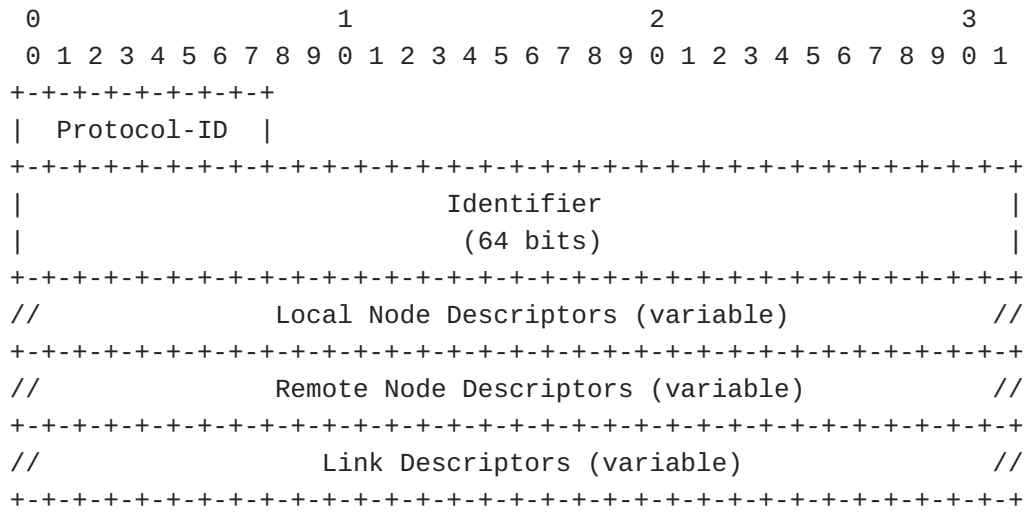 0                   1                   2                   3
 0 1 2 3 4 5 6 7 8 9 0 1 2 3 4 5 6 7 8 9 0 1 2 3 4 5 6 7 8 9 0 1
+-+-+-+-+-+-+-+-+
|  Protocol-ID  |
+-+-+-+-+-+-+-+-+-+-+-+-+-+-+-+-+-+-+-+-+-+-+-+-+-+-+-+-+-+-+-+-+
|                           Identifier                          |
|                            (64 bits)                          |
+-+-+-+-+-+-+-+-+-+-+-+-+-+-+-+-+-+-+-+-+-+-+-+-+-+-+-+-+-+-+-+-+
//               Local Node Descriptors (variable)             //
+-+-+-+-+-+-+-+-+-+-+-+-+-+-+-+-+-+-+-+-+-+-+-+-+-+-+-+-+-+-+-+-+
//               Remote Node Descriptors (variable)            //
+-+-+-+-+-+-+-+-+-+-+-+-+-+-+-+-+-+-+-+-+-+-+-+-+-+-+-+-+-+-+-+-+
//                  Link Descriptors (variable)                //
+-+-+-+-+-+-+-+-+-+-+-+-+-+-+-+-+-+-+-+-+-+-+-+-+-+-+-+-+-+-+-+-+